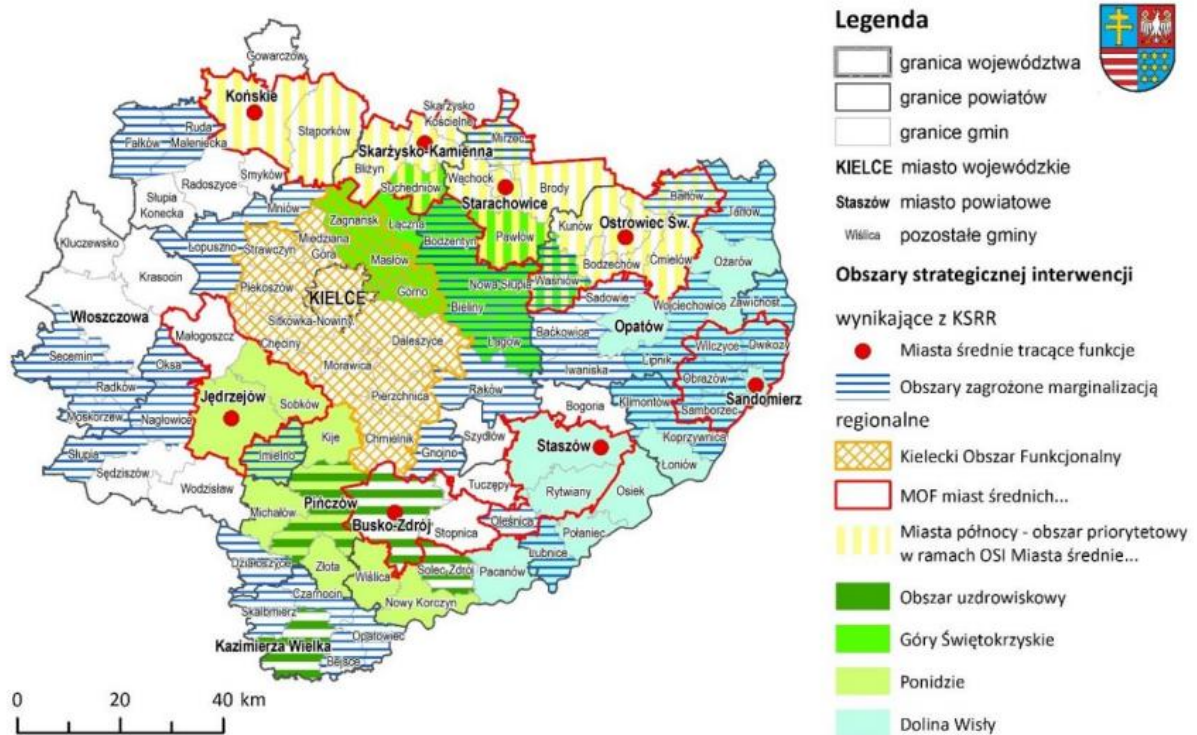 Gowarczów
Końskie
Stąporków
Skarżysko
Kościelne
Mirzec
Ruda
Maleniecka
Fałków
Skarżysko-Kamienna
Bliżyn
Smyków
Radoszyce
Słupia
Konecka
Suchedniów
Wąchock
Brody
Starachowice
Bałtów
Tarłów
Mniów
Zagnańsk
Łączna
Bodzentyn
Pawłów
Kunów
Ostrowiec Św.
Kluczewsko
Łopuszno
Strawczyn
Miedziana
Góra
Masłów
Bodzechów
Ćmielów
Ożarów
Krasocin
Piekoszów
KIELCE
Górno
Nowa Słupia
Waśniów
Sadowie
Wojciechowice
Zawichost
Włoszczowa
Małogoszcz
Sitkówka-Nowiny
Bieliny
Opatów
Chęciny
Daleszyce
Łagów
Baćkowice
Wilczyce
Dwikozy
Secemin
Oksa
Morawica
Iwaniska
Lipnik
Obrazów
Radków
Jędrzejów
Sobków
Pierzchnica
Raków
Klimontów
Sandomierz
Moskorzew
Nagłowice
Bogoria
Samborzec
Chmielnik
Szydłów
Staszów
Koprzywnica
Słupia
Imielno
Kije
Gnojno
Łoniów
Sędziszów
Tuczępy
Rytwiany
Osiek
Wodzisław
Pińczów
Michałów
Busko-Zdrój
Stopnica
Oleśnica
Połaniec
Łubnice
Działoszyce
Złota
Wiślica
Solec-Zdrój
Pacanów
Czarnocin
Nowy Korczyn
Skalbmierz
Kazimierza Wielka
Opatowiec
Bejsce
0 20 40 km
Legenda
granica województwa
granice powiatów
granice gmin
KIELCE miasto wojewódzkie
Staszów miasto powiatowe
Wiślica pozostałe gminy
Obszary strategicznej interwencji
wynikające z KSRR
Miasta średnie tracące funkcje
Obszary zagrożone marginalizacją
regionalne
Kielecki Obszar Funkcjonalny
MOF miast średnich...
Miasta północy - obszar priorytetowy
w ramach OSI Miasta średnie...
Obszar uzdrowiskowy
Góry Świętokrzyskie
Ponidzie
Dolina Wisły